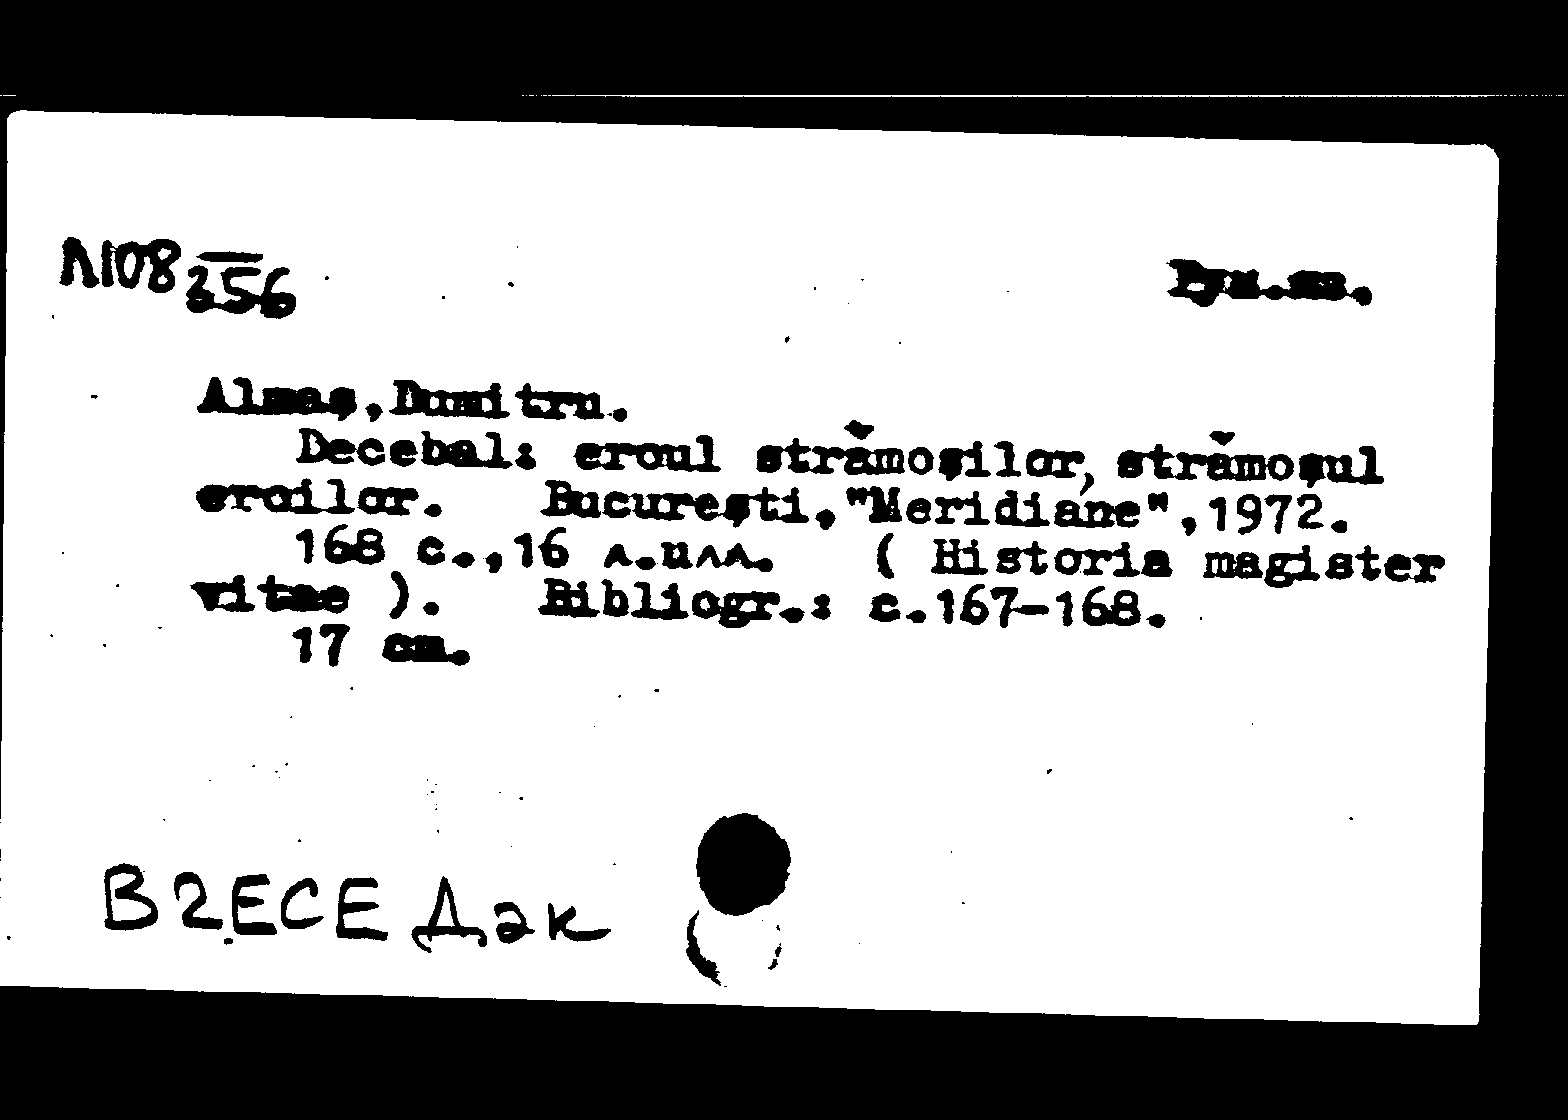 Л108 356
Рум.яз.
Almaş,Dumitru.
Decebal: eroul strămoşilor, strămoşul
eroilor. Bucureşti,"Meridiane",1972.
168 с.,16 л.илл. ( Historia magister
vitae ). Bibliogr.: с.167-168.
17 см.
В2ЕСЕ Дэк